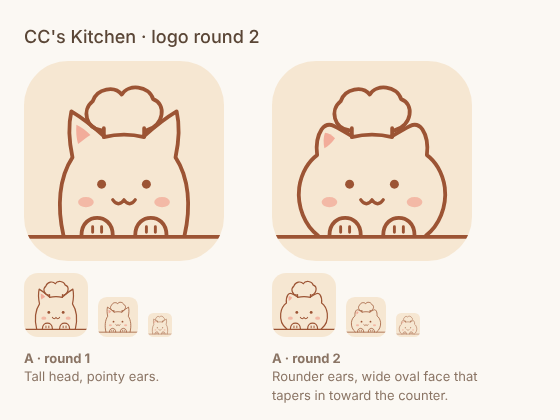 CC's Kitchen · logo round 2
A · round 1
Tall head, pointy ears.
A · round 2
Rounder ears, wide oval face that
tapers in toward the counter.